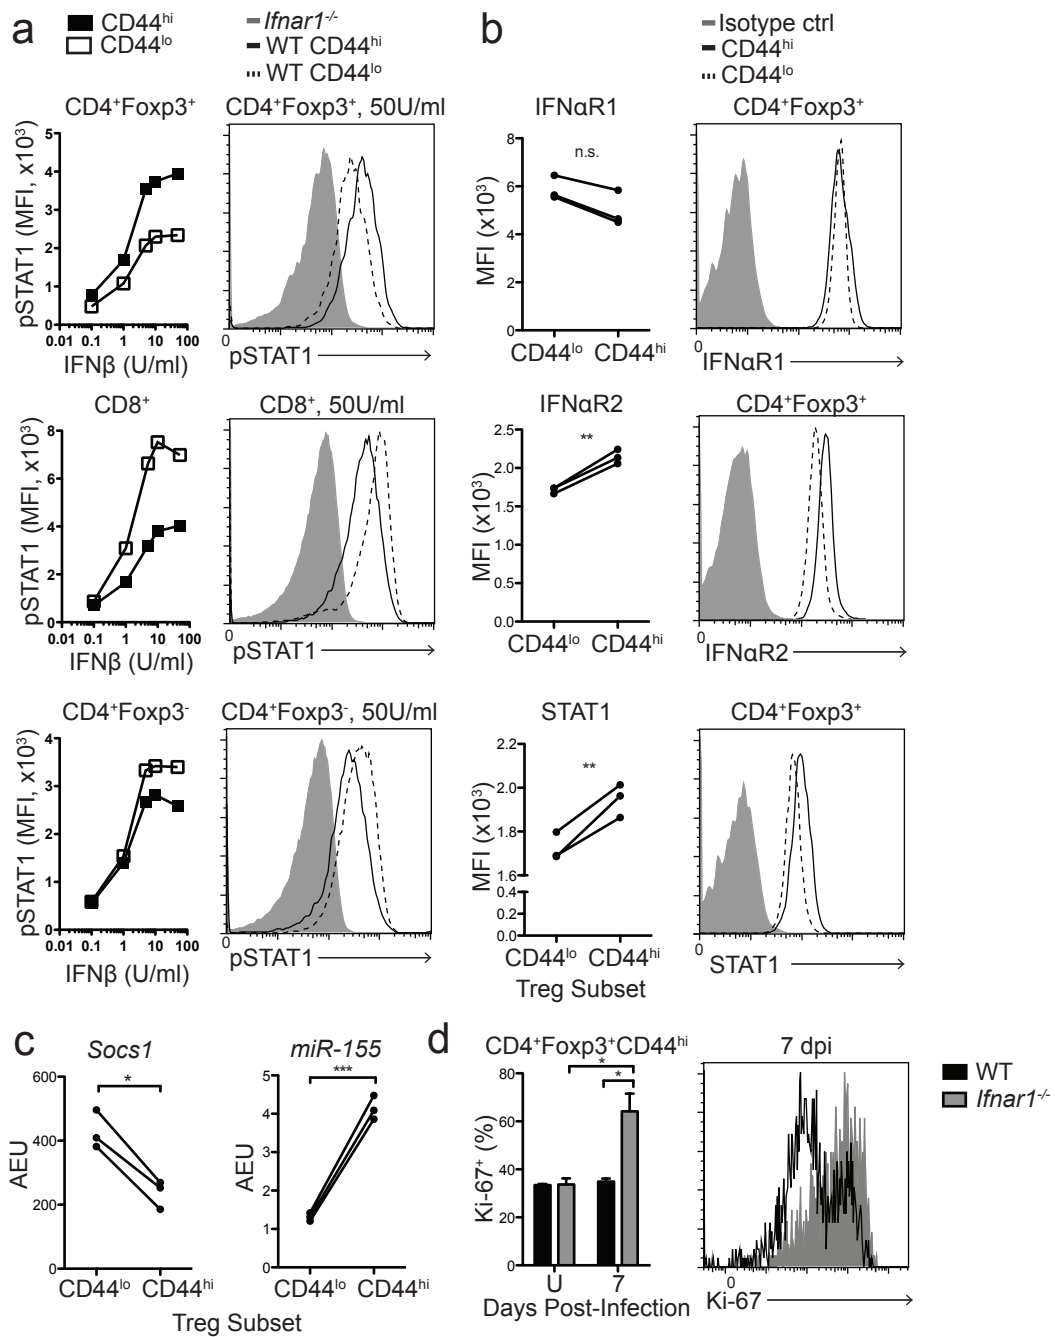 a
CD44hi
CD44lo
Ifnar1-/-
WT CD44hi
WT CD44lo
CD4+Foxp3+
pSTAT1 (MFI, x10³)
5
4
3
2
1
0
0.01 0.1 1 10 100
IFNβ (U/ml)
CD4+Foxp3+, 50U/ml
0
pSTAT1
CD8+
pSTAT1 (MFI, x10³)
8
6
4
2
0
0.01 0.1 1 10 100
IFNβ (U/ml)
CD8+, 50U/ml
0
pSTAT1
CD4+Foxp3-
pSTAT1 (MFI, x10³)
4
3
2
1
0
0.01 0.1 1 10 100
IFNβ (U/ml)
CD4+Foxp3-, 50U/ml
0
pSTAT1
b
Isotype ctrl
CD44hi
CD44lo
IFNαR1
MFI (x10³)
8
6
4
2
0
n.s.
CD44lo CD44hi
CD4+Foxp3+
0
IFNαR1
IFNαR2
MFI (x10³)
2.5
2.0
1.5
1.0
0.5
0.0
**
CD44lo CD44hi
CD4+Foxp3+
0
IFNαR2
STAT1
MFI (x10³)
2.2
2.0
1.8
1.6
0.4
0.2
0.0
**
CD44lo CD44hi
Treg Subset
CD4+Foxp3+
0
STAT1
c
Socs1
AEU
600
400
200
0
*
CD44lo CD44hi
miR-155
AEU
5
4
3
2
1
0
***
CD44lo CD44hi
Treg Subset
d
CD4+Foxp3+CD44hi
Ki-67+ (%)
80
60
40
20
0
*
*
U 7
Days Post-Infection
7 dpi
0
Ki-67
WT
Ifnar1-/-